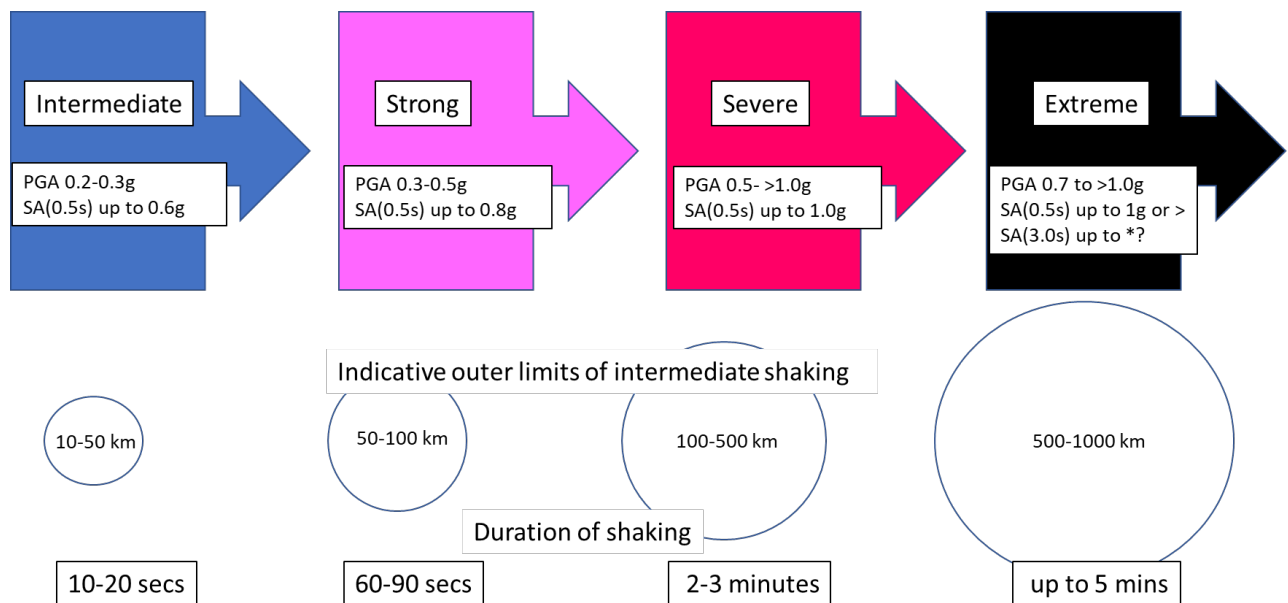 Intermediate
PGA 0.2-0.3g
SA(0.5s) up to 0.6g
Strong
PGA 0.3-0.5g
SA(0.5s) up to 0.8g
Severe
PGA 0.5- >1.0g
SA(0.5s) up to 1.0g
Extreme
PGA 0.7 to >1.0g
SA(0.5s) up to 1g or >
SA(3.0s) up to *?
Indicative outer limits of intermediate shaking
10-50 km
50-100 km
100-500 km
500-1000 km
Duration of shaking
10-20 secs
60-90 secs
2-3 minutes
up to 5 mins